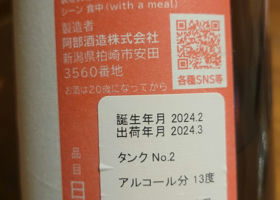 シーン 食中(with a meal)
製造者
阿部酒造株式会社
新潟県柏崎市安田
3560番地
お酒は20歳になってから
各種SNS等
誕生年月 2024.2
出荷年月 2024.3
タンク No.2
アルコール分 13度
品目
日